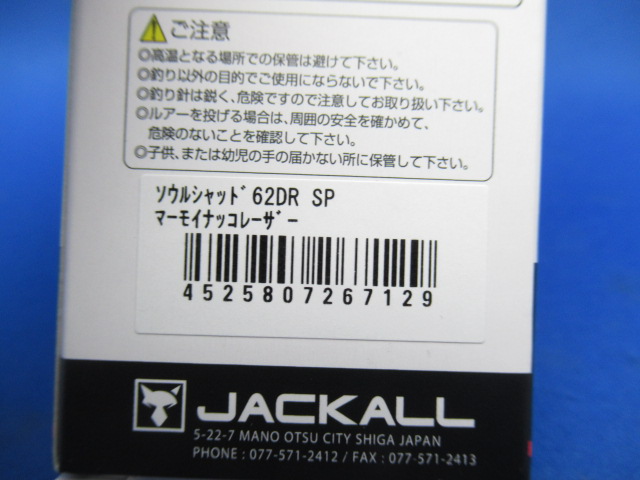 ご注意
◎高温となる場所での保管は避けて下さい。
◎釣り以外の目的でご使用にならないで下さい。
◎釣り針は鋭く、危険ですので注意してお取り扱い下さい。
◎ルアーを投げる場合は、周囲の安全を確かめて、
危険のないことを確認して下さい。
◎子供、または幼児の手の届かない所に保管して下さい。
ｿｳﾙｼｬｯﾄﾞ62DR SP
ﾏｰﾓｲﾅｯｺﾚｰｻﾞｰ
4525807267129
JACKALL
5-22-7 MANO OTSU CITY SHIGA JAPAN
PHONE : 077-571-2412 / FAX : 077-571-2413